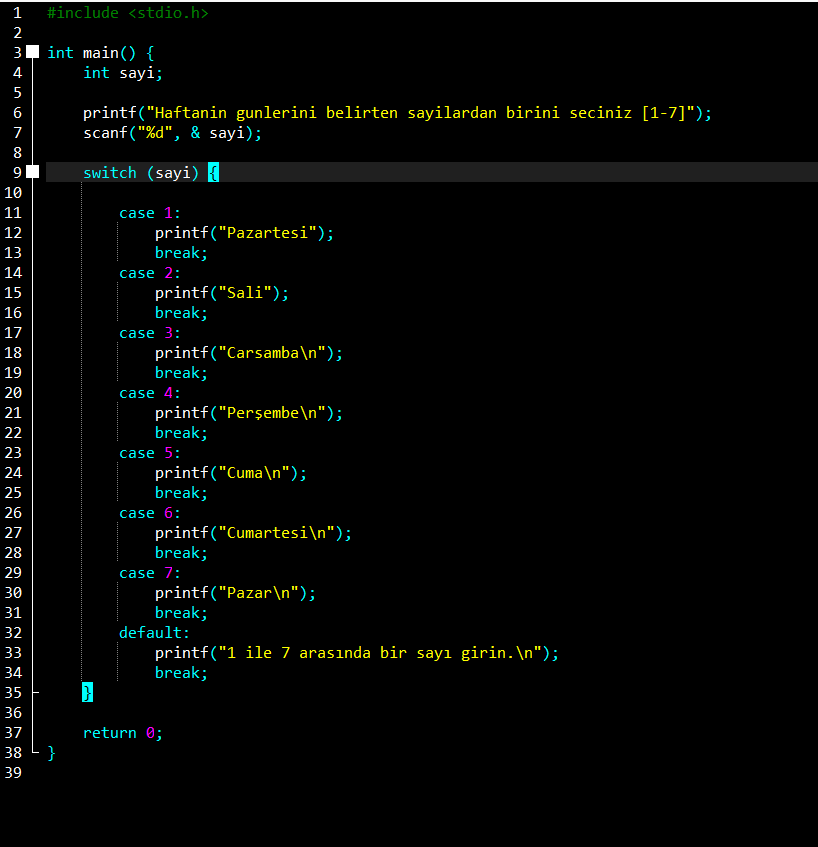 1 #include <stdio.h>
2
3 int main() {
4     int sayi;
5
6     printf("Haftanin gunlerini belirten sayilardan birini seciniz [1-7]");
7     scanf("%d", & sayi);
8
9     switch (sayi) {
10
11         case 1:
12             printf("Pazartesi");
13             break;
14         case 2:
15             printf("Sali");
16             break;
17         case 3:
18             printf("Carsamba\n");
19             break;
20         case 4:
21             printf("Perşembe\n");
22             break;
23         case 5:
24             printf("Cuma\n");
25             break;
26         case 6:
27             printf("Cumartesi\n");
28             break;
29         case 7:
30             printf("Pazar\n");
31             break;
32         default:
33             printf("1 ile 7 arasında bir sayı girin.\n");
34             break;
35     }
36
37     return 0;
38 }
39